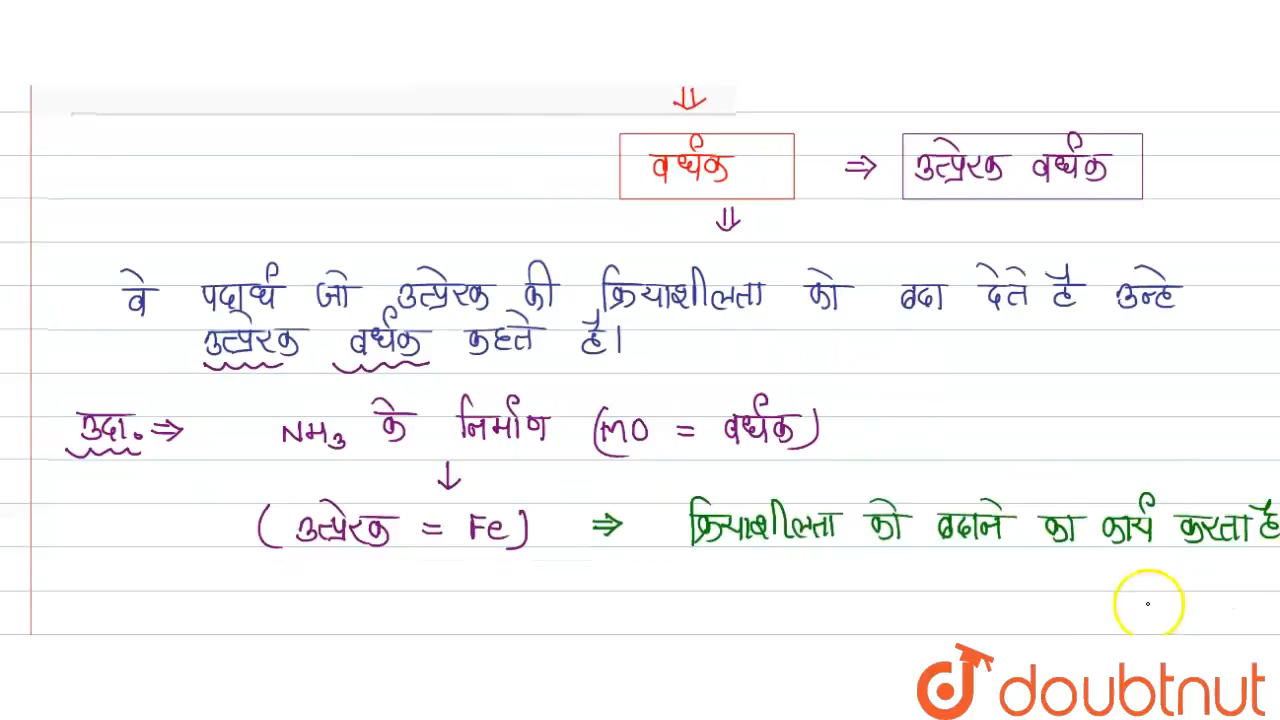 वर्धक ⇒ उत्प्रेरक वर्धक
वे पदार्थ जो उत्प्रेरक की क्रियाशीलता को बढा देते है उन्हे
उत्प्रेरक वर्धक कहते है।
उदा. ⇒ NH3 के निर्माण (MO = वर्धक)
(उत्प्रेरक = Fe) ⇒ क्रियाशीलता को बढाने का कार्य करता है
doubtnut